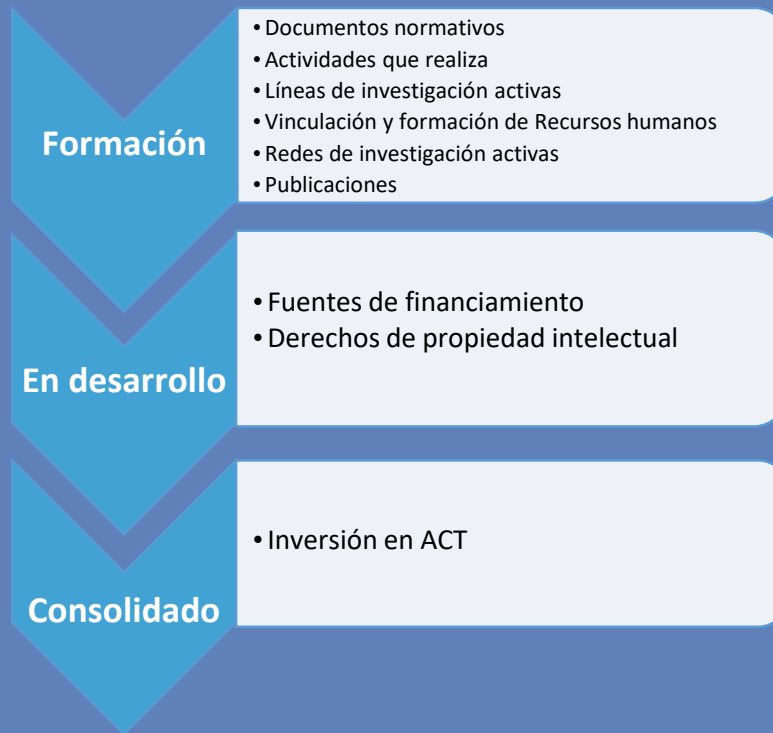 Formación
• Documentos normativos
• Actividades que realiza
• Líneas de investigación activas
• Vinculación y formación de Recursos humanos
• Redes de investigación activas
• Publicaciones
En desarrollo
• Fuentes de financiamiento
• Derechos de propiedad intelectual
Consolidado
• Inversión en ACT